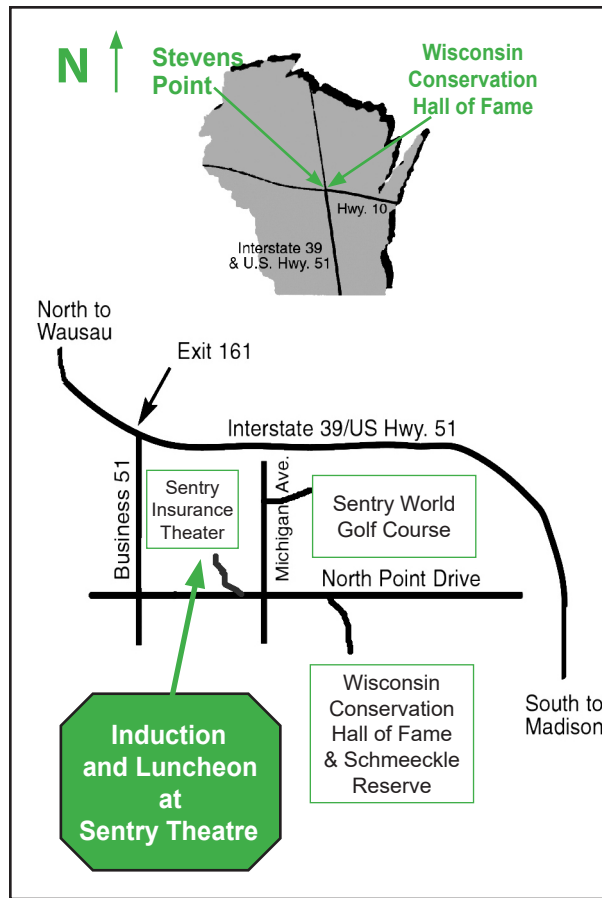 N
Stevens
Point
Wisconsin
Conservation
Hall of Fame
Hwy. 10
Interstate 39
& U.S. Hwy. 51
North to
Wausau
Exit 161
Interstate 39/US Hwy. 51
Business 51
Sentry
Insurance
Theater
Michigan Ave.
Sentry World
Golf Course
North Point Drive
Wisconsin
Conservation
Hall of Fame
& Schmeeckle
Reserve
South to
Madison
Induction
and Luncheon
at
Sentry Theatre